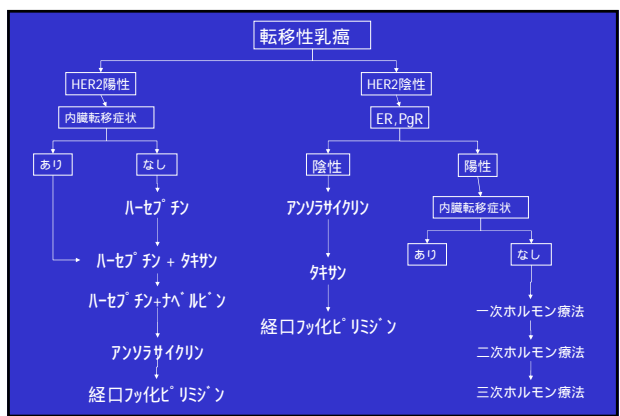 転移性乳癌
HER2陽性
HER2陰性
内臓転移症状
ER,PgR
あり
なし
陰性
陽性
ﾊｰｾﾌﾟﾁﾝ
ｱﾝｿﾗｻｲｸﾘﾝ
内臓転移症状
ﾊｰｾﾌﾟﾁﾝ + ﾀｷｻﾝ
ﾀｷｻﾝ
あり
なし
ﾊｰｾﾌﾟﾁﾝ+ﾅﾍﾞﾙﾋﾞﾝ
経口ﾌｯ化ﾋﾟﾘﾐｼﾞﾝ
一次ホルモン療法
ｱﾝｿﾗｻｲｸﾘﾝ
二次ホルモン療法
経口ﾌｯ化ﾋﾟﾘﾐｼﾞﾝ
三次ホルモン療法